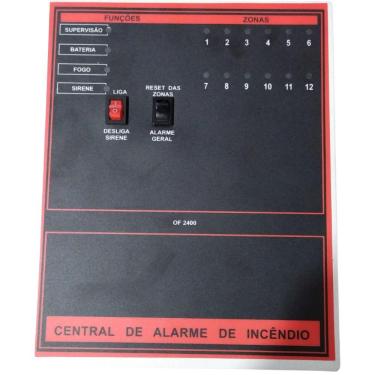 FUNÇÕES
ZONAS
SUPERVISÃO
1 2 3 4 5 6
BATERIA
FOGO
SIRENE
7 8 9 10 11 12
LIGA
RESET DAS
ZONAS
DESLIGA
SIRENE
ALARME
GERAL
OF 2400
CENTRAL DE ALARME DE INCÊNDIO